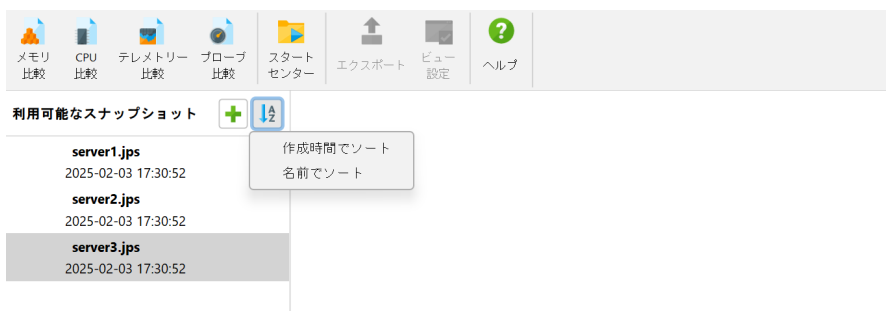 メモリ
比較
CPU
比較
テレメトリー
比較
プローブ
比較
スタート
センター
エクスポート
ビュー
設定
ヘルプ
利用可能なスナップショット
AZ
作成時間でソート
名前でソート
server1.jps
2025-02-03 17:30:52
server2.jps
2025-02-03 17:30:52
server3.jps
2025-02-03 17:30:52